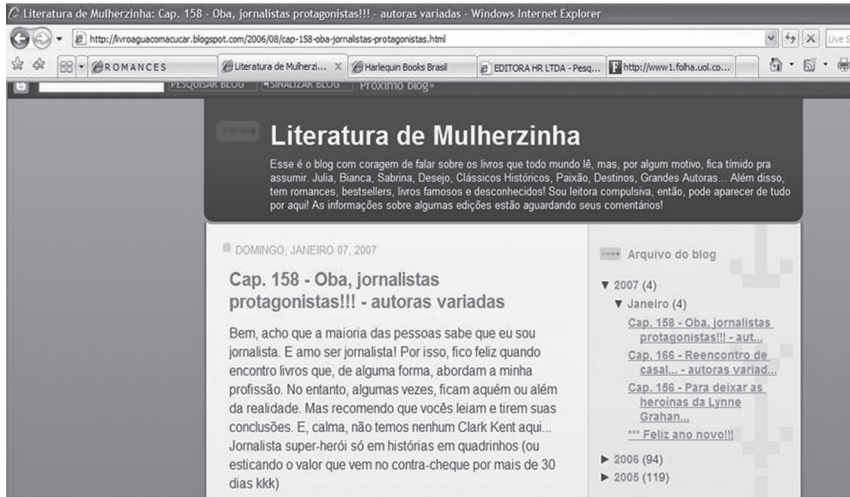 Literatura de Mulherzinha: Cap. 158 - Oba, jornalistas protagonistas!!! - autoras variadas - Windows Internet Explorer
http://livroaguacomacucar.blogspot.com/2006/08/cap-158-oba-jornalistas-protagonistas.html
Live S
ROMANCES
Literatura de Mulherzi...
Harlequin Books Brasil
EDITORA HR LTDA - Pesq...
http://www1.folha.uol.co...
PESQUISAR BLOG
SINALIZAR BLOG
Próximo blog»
Literatura de Mulherzinha
Esse é o blog com coragem de falar sobre os livros que todo mundo lê, mas, por algum motivo, fica tímido pra
assumir. Julia, Bianca, Sabrina, Desejo, Clássicos Históricos, Paixão, Destinos, Grandes Autoras... Além disso,
tem romances, bestsellers, livros famosos e desconhecidos! Sou leitora compulsiva, então, pode aparecer de tudo
por aqui! As informações sobre algumas edições estão aguardando seus comentários!
DOMINGO, JANEIRO 07, 2007
Cap. 158 - Oba, jornalistas
protagonistas!!! - autoras variadas
Bem, acho que a maioria das pessoas sabe que eu sou
jornalista. E amo ser jornalista! Por isso, fico feliz quando
encontro livros que, de alguma forma, abordam a minha
profissão. No entanto, algumas vezes, ficam aquém ou além
da realidade. Mas recomendo que vocês leiam e tirem suas
conclusões. E, calma, não temos nenhum Clark Kent aqui...
Jornalista super-herói só em histórias em quadrinhos (ou
esticando o valor que vem no contra-cheque por mais de 30
dias kkk)
Arquivo do blog
▼ 2007 (4)
▼ Janeiro (4)
Cap. 158 - Oba, jornalistas
protagonistas!!! - aut...
Cap. 166 - Reencontro de
casal... - autoras variad...
Cap. 156 - Para deixar as
heroínas da Lynne
Grahan...
*** Feliz ano novo!!!
► 2006 (94)
► 2005 (119)